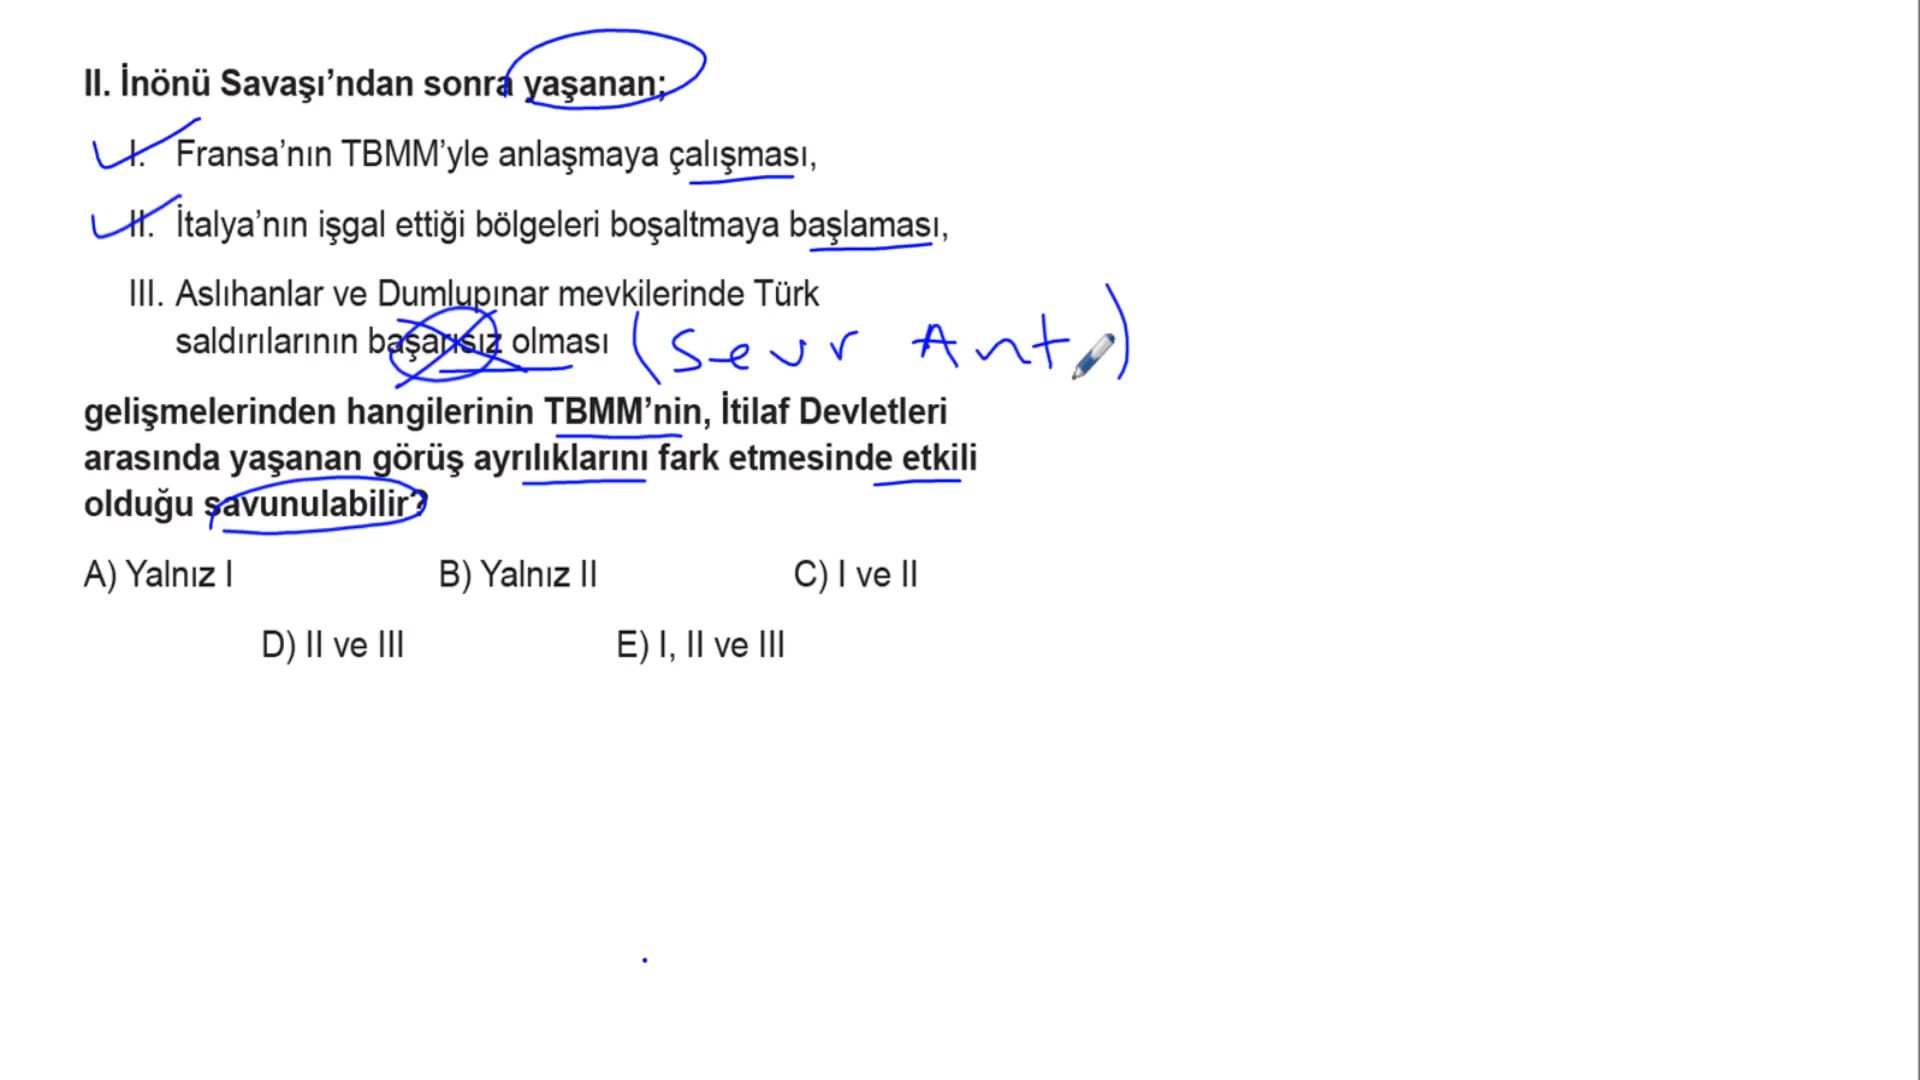 II. İnönü Savaşı’ndan sonra yaşanan;
I. Fransa’nın TBMM’yle anlaşmaya çalışması,
II. İtalya’nın işgal ettiği bölgeleri boşaltmaya başlaması,
III. Aslıhanlar ve Dumlupınar mevkilerinde Türk
saldırılarının başarısız olması (Sevr Ant)
gelişmelerinden hangilerinin TBMM’nin, İtilaf Devletleri
arasında yaşanan görüş ayrılıklarını fark etmesinde etkili
olduğu savunulabilir?
A) Yalnız I B) Yalnız II C) I ve II
D) II ve III E) I, II ve III